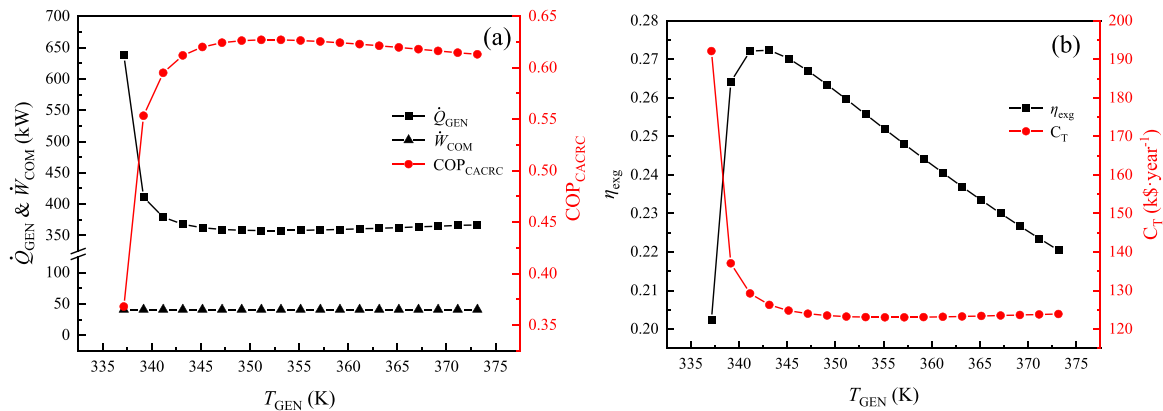 (a)
700
650
600
550
500
450
400
350
100
50
0
Q̇GEN & ẆCOM (kW)
0.65
0.60
0.55
0.50
0.45
0.40
0.35
COPCACRC
Q̇GEN
ẆCOM
COPCACRC
335 340 345 350 355 360 365 370 375
TGEN (K)
(b)
0.27
0.26
0.25
0.24
0.23
0.22
0.21
0.20
ηexg
200
190
180
170
160
150
140
130
120
CT (k$·year-1)
ηexg
CT
335 340 345 350 355 360 365 370 375
TGEN (K)